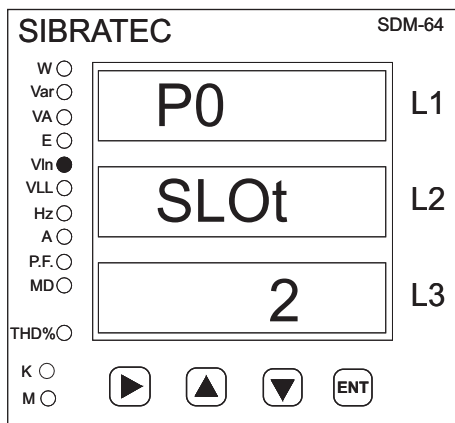 SIBRATEC SDM-64
W
Var
VA
E
Vln
VLL
Hz
A
P.F.
MD
THD%
K
M
P0 L1
SLOt L2
2 L3
ENT